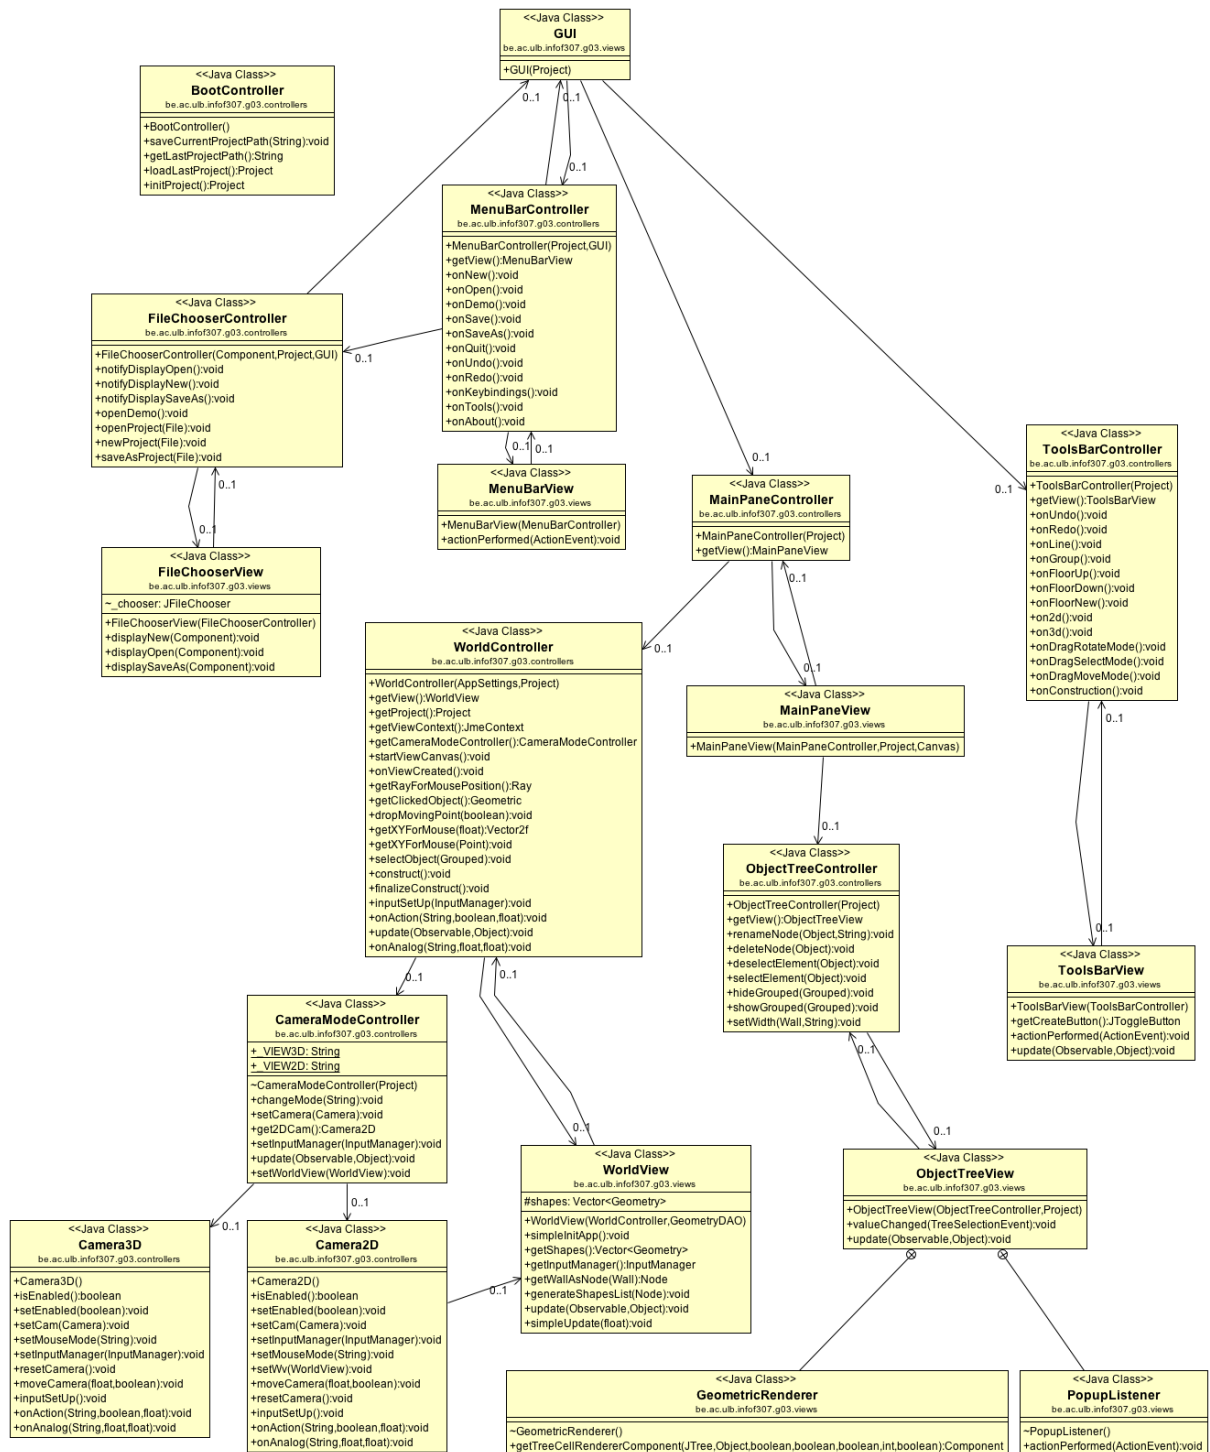 <<Java Class>>
GUI
be.ac.ulb.infof307.g03.views
+GUI(Project)
0..1
0..1
0..1
<<Java Class>>
BootController
be.ac.ulb.infof307.g03.controllers
+BootController()
+saveCurrentProjectPath(String):void
+getLastProjectPath():String
+loadLastProject():Project
+initProject():Project
<<Java Class>>
MenuBarController
be.ac.ulb.infof307.g03.controllers
+MenuBarController(Project,GUI)
+getView():MenuBarView
+onNew():void
+onOpen():void
+onDemo():void
+onSave():void
+onSaveAs():void
+onQuit():void
+onUndo():void
+onRedo():void
+onKeybindings():void
+onTools():void
+onAbout():void
0..1
0..1
<<Java Class>>
FileChooserController
be.ac.ulb.infof307.g03.controllers
+FileChooserController(Component,Project,GUI)
+notifyDisplayOpen():void
+notifyDisplayNew():void
+notifyDisplaySaveAs():void
+openDemo():void
+openProject(File):void
+newProject(File):void
+saveAsProject(File):void
0..1
0..1
0..1
<<Java Class>>
MenuBarView
be.ac.ulb.infof307.g03.views
+MenuBarView(MenuBarController)
+actionPerformed(ActionEvent):void
<<Java Class>>
FileChooserView
be.ac.ulb.infof307.g03.views
~_chooser: JFileChooser
+FileChooserView(FileChooserController)
+displayNew(Component):void
+displayOpen(Component):void
+displaySaveAs(Component):void
0..1
<<Java Class>>
MainPaneController
be.ac.ulb.infof307.g03.controllers
+MainPaneController(Project)
+getView():MainPaneView
0..1
0..1
0..1
0..1
<<Java Class>>
ToolsBarController
be.ac.ulb.infof307.g03.controllers
+ToolsBarController(Project)
+getView():ToolsBarView
+onUndo():void
+onRedo():void
+onLine():void
+onGroup():void
+onFloorUp():void
+onFloorDown():void
+onFloorNew():void
+on2d():void
+on3d():void
+onDragRotateMode():void
+onDragSelectMode():void
+onDragMoveMode():void
+onConstruction():void
0..1
0..1
<<Java Class>>
WorldController
be.ac.ulb.infof307.g03.controllers
+WorldController(AppSettings,Project)
+getView():WorldView
+getProject():Project
+getViewContext():JmeContext
+getCameraModeController():CameraModeController
+startViewCanvas():void
+onViewCreated():void
+getRayForMousePosition():Ray
+getClickedObject():Geometric
+dropMovingPoint(boolean):void
+getXYForMouse(float):Vector2f
+getXYForMouse(Point):void
+selectObject(Grouped):void
+construct():void
+finalizeConstruct():void
+inputSetUp(InputManager):void
+onAction(String,boolean,float):void
+update(Observable,Object):void
+onAnalog(String,float,float):void
0..1
0..1
0..1
<<Java Class>>
MainPaneView
be.ac.ulb.infof307.g03.views
+MainPaneView(MainPaneController,Project,Canvas)
0..1
<<Java Class>>
ObjectTreeController
be.ac.ulb.infof307.g03.controllers
+ObjectTreeController(Project)
+getView():ObjectTreeView
+renameNode(Object,String):void
+deleteNode(Object):void
+deselectElement(Object):void
+selectElement(Object):void
+hideGrouped(Grouped):void
+showGrouped(Grouped):void
+setWidth(Wall,String):void
0..1
0..1
<<Java Class>>
ToolsBarView
be.ac.ulb.infof307.g03.views
+ToolsBarView(ToolsBarController)
+getCreateButton():JToggleButton
+actionPerformed(ActionEvent):void
+update(Observable,Object):void
<<Java Class>>
CameraModeController
be.ac.ulb.infof307.g03.controllers
+_VIEW3D: String
+_VIEW2D: String
~CameraModeController(Project)
+changeMode(String):void
+setCamera(Camera):void
+get2DCam():Camera2D
+setInputManager(InputManager):void
+update(Observable,Object):void
+setWorldView(WorldView):void
0..1
0..1
<<Java Class>>
WorldView
be.ac.ulb.infof307.g03.views
#shapes: Vector<Geometry>
+WorldView(WorldController,GeometryDAO)
+simpleInitApp():void
+getShapes():Vector<Geometry>
+getInputManager():InputManager
+getWallAsNode(Wall):Node
+generateShapesList(Node):void
+update(Observable,Object):void
+simpleUpdate(float):void
<<Java Class>>
ObjectTreeView
be.ac.ulb.infof307.g03.views
+ObjectTreeView(ObjectTreeController,Project)
+valueChanged(TreeSelectionEvent):void
+update(Observable,Object):void
<<Java Class>>
Camera3D
be.ac.ulb.infof307.g03.controllers
+Camera3D()
+isEnabled():boolean
+setEnabled(boolean):void
+setCam(Camera):void
+setMouseMode(String):void
+setInputManager(InputManager):void
+resetCamera():void
+moveCamera(float,boolean):void
+inputSetUp():void
+onAction(String,boolean,float):void
+onAnalog(String,float,float):void
<<Java Class>>
Camera2D
be.ac.ulb.infof307.g03.controllers
+Camera2D()
+isEnabled():boolean
+setEnabled(boolean):void
+setCam(Camera):void
+setInputManager(InputManager):void
+setMouseMode(String):void
+setWv(WorldView):void
+moveCamera(float,boolean):void
+resetCamera():void
+inputSetUp():void
+onAction(String,boolean,float):void
+onAnalog(String,float,float):void
0..1
<<Java Class>>
GeometricRenderer
be.ac.ulb.infof307.g03.views
~GeometricRenderer()
+getTreeCellRendererComponent(JTree,Object,boolean,boolean,boolean,int,boolean):Component
<<Java Class>>
PopupListener
be.ac.ulb.infof307.g03.views
~PopupListener()
+actionPerformed(ActionEvent):void